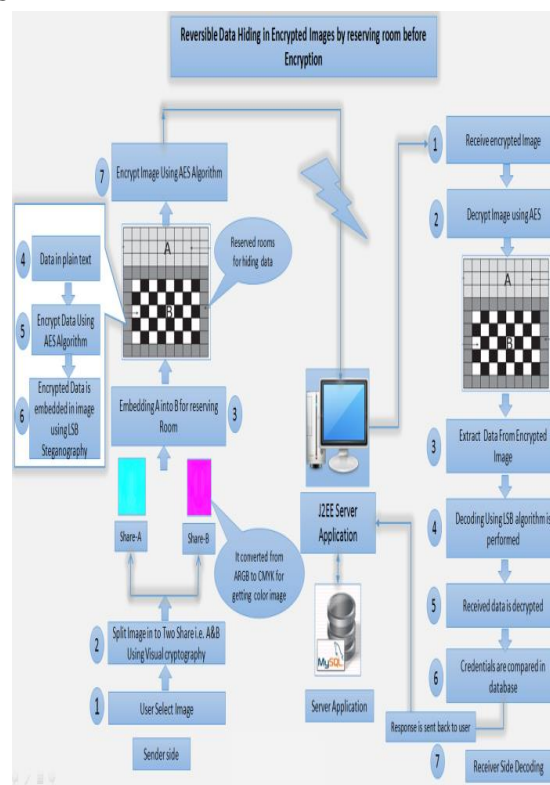 Reversible Data Hiding in Encrypted Images by reserving room before
Encryption
7
Encrypt Image Using AES Algorithm
4
Data in plain text
5
Encrypt Data Using
AES Algorithm
6
Encrypted Data is
embedded in image
using LSB
Steganography
A
B
Reserved rooms
for hiding data
Embedding A into B for reserving
Room
3
Share-A
Share-B
It converted from
ARGB to CMYK for
getting color image
2
Split Image in to Two Share i.e. A&B
Using Visual cryptography
1
User Select Image
Sender side
J2EE Server
Application
MySQL
Server Application
1
Receive encrypted Image
2
Decrypt Image using AES
A
B
3
Extract Data From Encrypted
Image
4
Decoding Using LSB algorithm is
performed
5
Received data is decrypted
6
Credentials are compared in
database
Response is sent back to user
7
Receiver Side Decoding